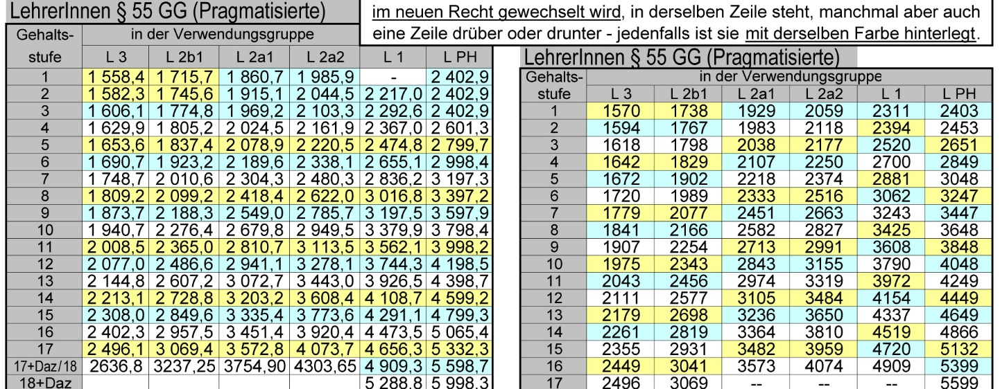 LehrerInnen § 55 GG (Pragmatisierte)
im neuen Recht gewechselt wird, in derselben Zeile steht, manchmal aber auch
eine Zeile drüber oder drunter - jedenfalls ist sie mit derselben Farbe hinterlegt.
Gehalts- in der Verwendungsgruppe
stufe L 3 L 2b1 L 2a1 L 2a2 L 1 L PH
1 1 558,4 1 715,7 1 860,7 1 985,9 - 2 402,9
2 1 582,3 1 745,6 1 915,1 2 044,5 2 217,0 2 402,9
3 1 606,1 1 774,8 1 969,2 2 103,3 2 292,6 2 402,9
4 1 629,9 1 805,2 2 024,5 2 161,9 2 367,0 2 601,3
5 1 653,6 1 837,4 2 078,9 2 220,5 2 474,8 2 799,7
6 1 690,7 1 923,2 2 189,6 2 338,1 2 655,1 2 998,4
7 1 748,7 2 010,6 2 304,3 2 480,3 2 836,2 3 197,3
8 1 809,2 2 099,2 2 418,4 2 622,0 3 016,8 3 397,2
9 1 873,7 2 188,3 2 549,0 2 785,7 3 197,5 3 597,9
10 1 940,7 2 276,4 2 679,8 2 949,5 3 379,9 3 798,4
11 2 008,5 2 365,0 2 810,7 3 113,5 3 562,1 3 998,2
12 2 077,0 2 486,6 2 941,1 3 278,1 3 744,3 4 198,5
13 2 144,8 2 607,2 3 072,7 3 443,0 3 926,5 4 398,7
14 2 213,1 2 728,8 3 203,2 3 608,4 4 108,7 4 599,2
15 2 308,0 2 849,6 3 335,4 3 773,6 4 291,1 4 799,3
16 2 402,3 2 957,5 3 451,4 3 920,4 4 473,5 5 065,4
17 2 496,1 3 069,4 3 572,8 4 073,7 4 656,3 5 332,3
17+Daz/18 2636,8 3237,25 3754,90 4303,65 4 909,3 5 598,7
18+Daz 5 288,8 5 998,3
LehrerInnen § 55 GG (Pragmatisierte)
Gehalts- in der Verwendungsgruppe
stufe L 3 L 2b1 L 2a1 L 2a2 L 1 L PH
1 1570 1738 1929 2059 2311 2403
2 1594 1767 1983 2118 2394 2453
3 1618 1798 2038 2177 2520 2651
4 1642 1829 2107 2250 2700 2849
5 1672 1902 2218 2374 2881 3048
6 1720 1989 2333 2516 3062 3247
7 1779 2077 2451 2663 3243 3447
8 1841 2166 2582 2827 3425 3648
9 1907 2254 2713 2991 3608 3848
10 1975 2343 2843 3155 3790 4048
11 2043 2456 2974 3319 3972 4249
12 2111 2577 3105 3484 4154 4449
13 2179 2698 3236 3650 4337 4649
14 2261 2819 3364 3810 4519 4866
15 2355 2931 3482 3959 4720 5132
16 2449 3041 3573 4074 4909 5399
17 2496 3069 -- -- -- 5599